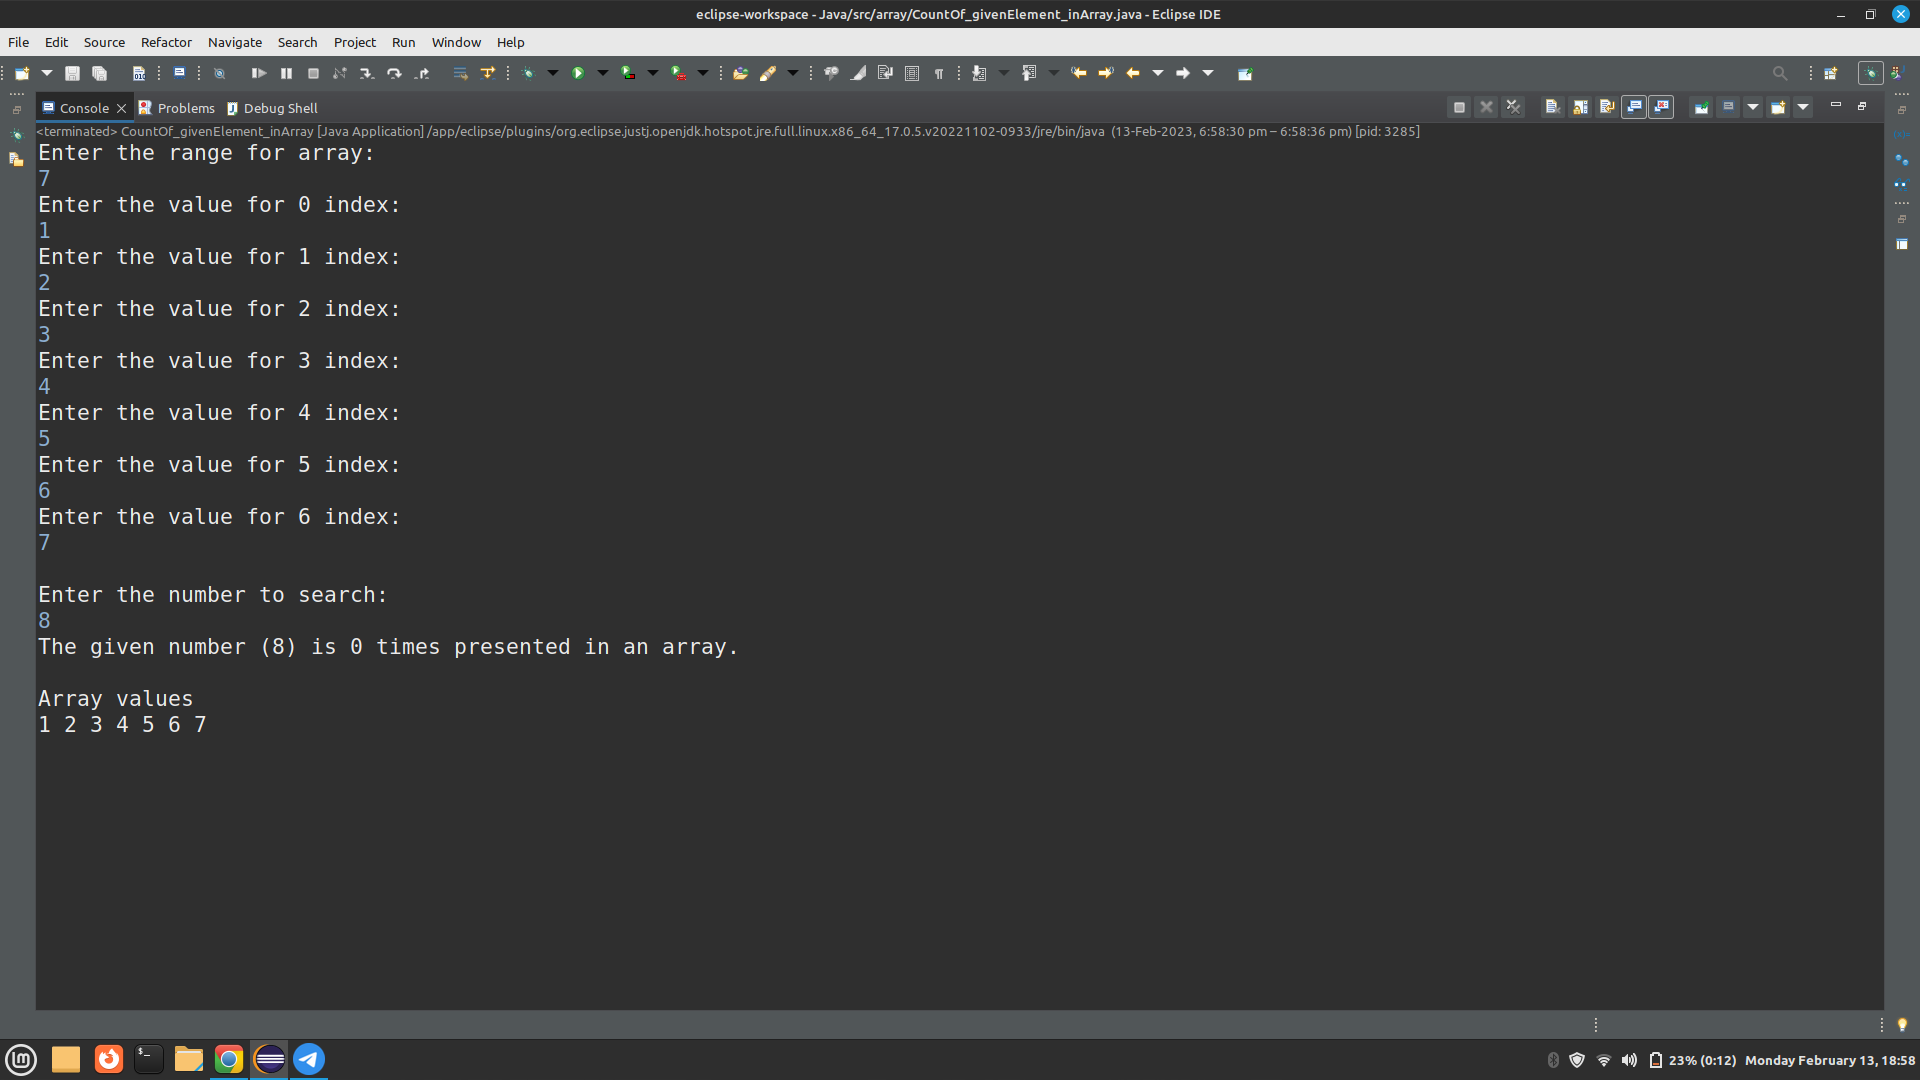 eclipse-workspace - Java/src/array/CountOf_givenElement_inArray.java - Eclipse IDE
File Edit Source Refactor Navigate Search Project Run Window Help
Console Problems Debug Shell
<terminated> CountOf_givenElement_inArray [Java Application] /app/eclipse/plugins/org.eclipse.justj.openjdk.hotspot.jre.full.linux.x86_64_17.0.5.v20221102-0933/jre/bin/java (13-Feb-2023, 6:58:30 pm – 6:58:36 pm) [pid: 3285]
Enter the range for array:
7
Enter the value for 0 index:
1
Enter the value for 1 index:
2
Enter the value for 2 index:
3
Enter the value for 3 index:
4
Enter the value for 4 index:
5
Enter the value for 5 index:
6
Enter the value for 6 index:
7
Enter the number to search:
8
The given number (8) is 0 times presented in an array.
Array values
1 2 3 4 5 6 7
23% (0:12) Monday February 13, 18:58